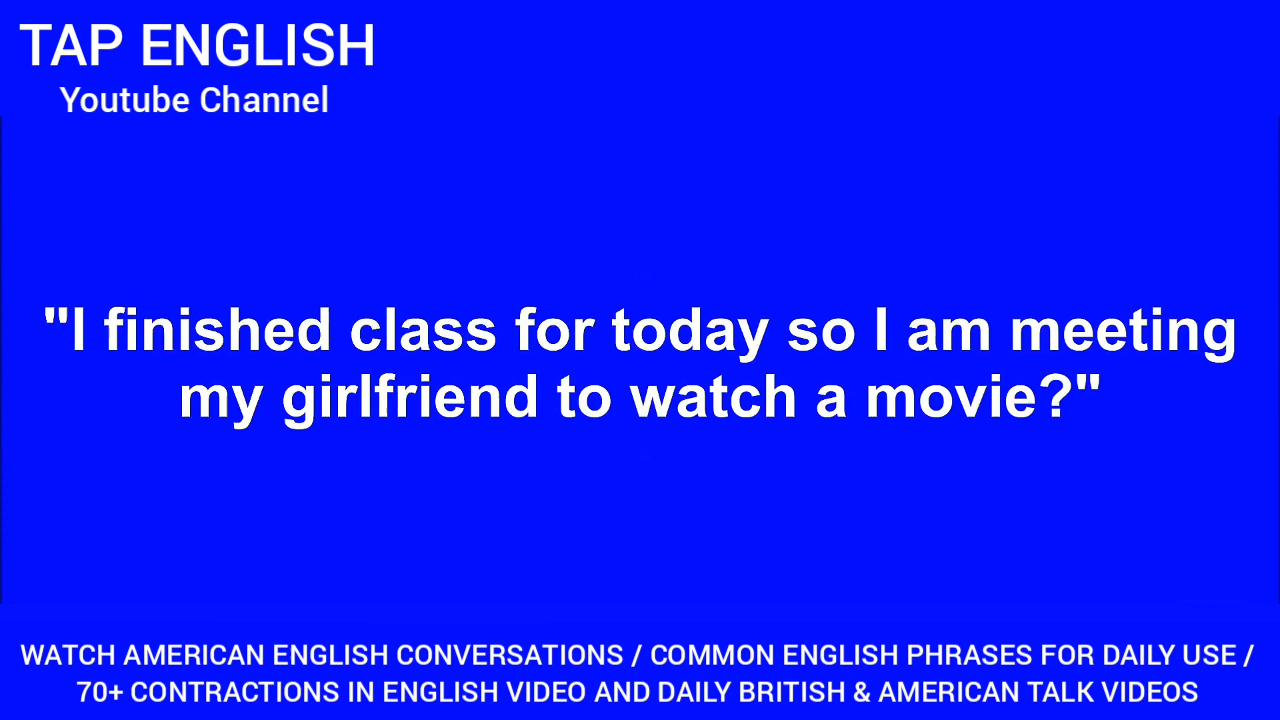 TAP ENGLISH
Youtube Channel
"I finished class for today so I am meeting
my girlfriend to watch a movie?"
WATCH AMERICAN ENGLISH CONVERSATIONS / COMMON ENGLISH PHRASES FOR DAILY USE /
70+ CONTRACTIONS IN ENGLISH VIDEO AND DAILY BRITISH & AMERICAN TALK VIDEOS